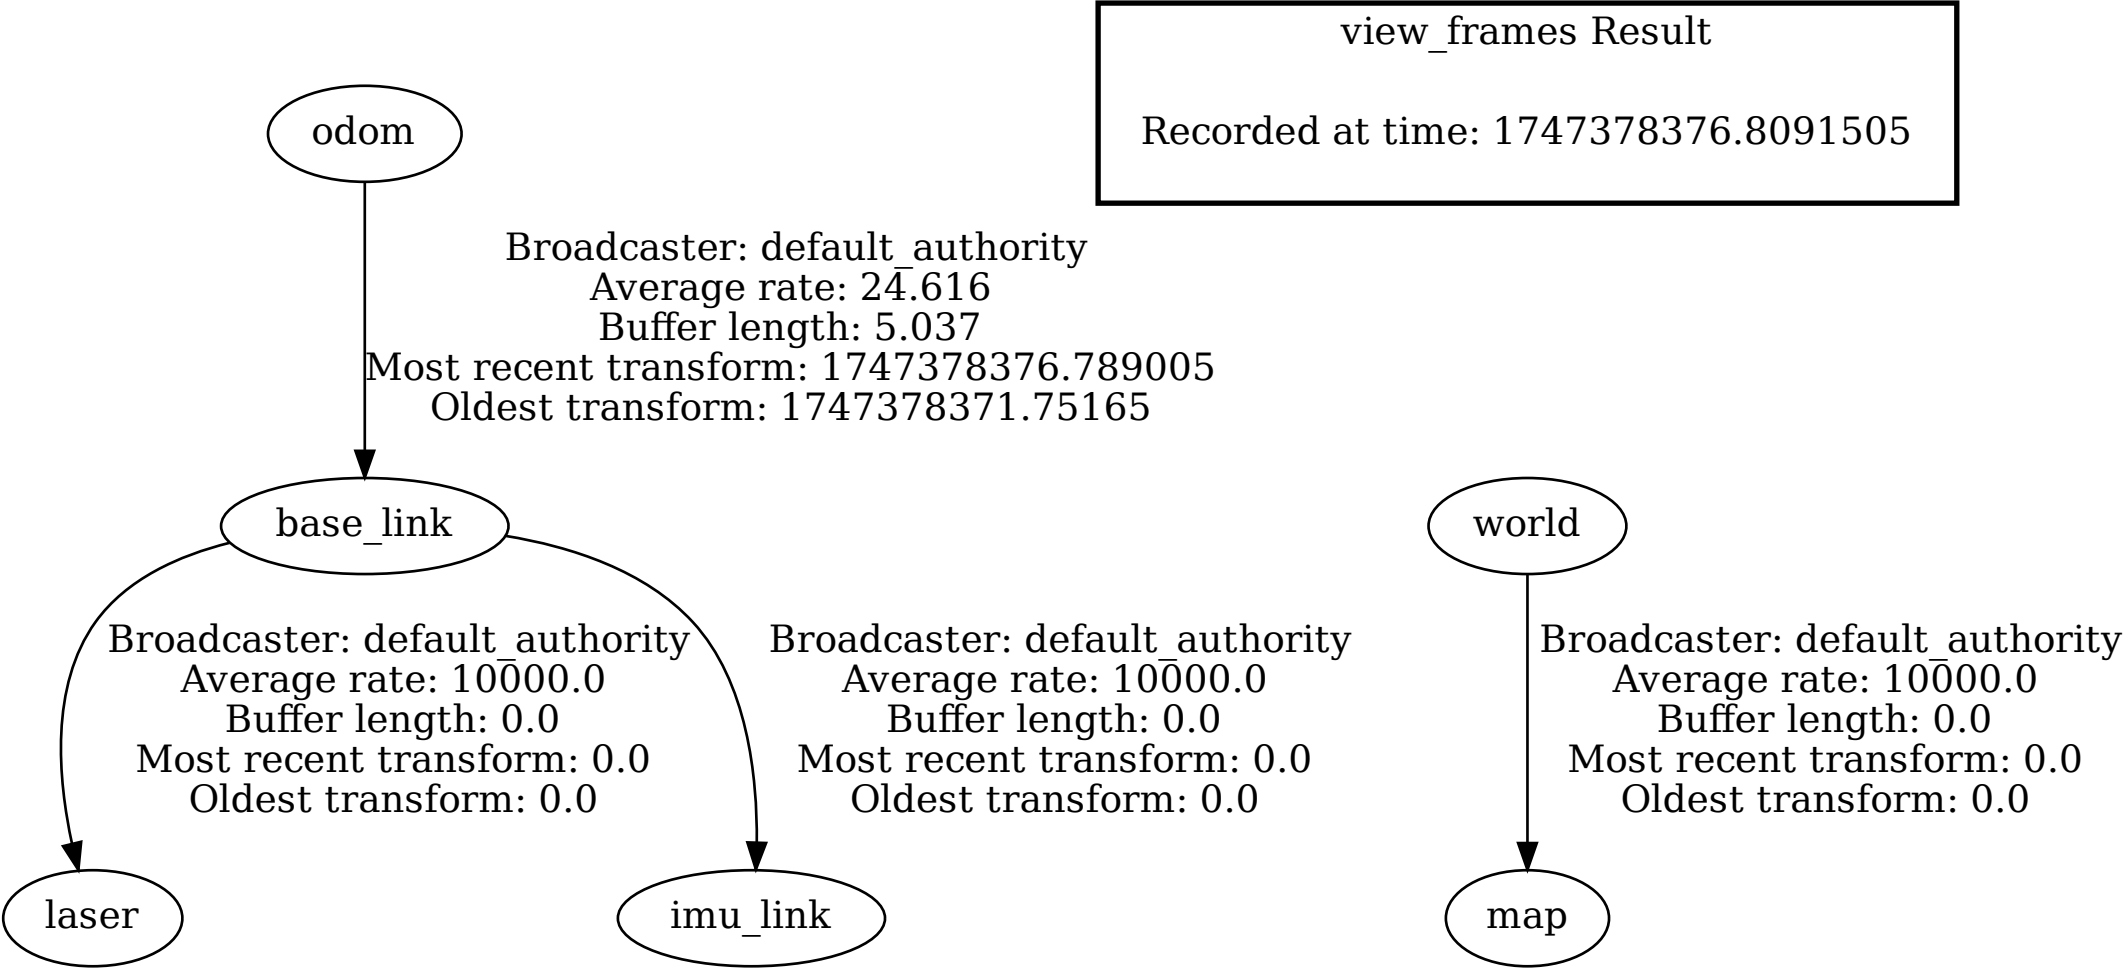 view_frames Result
Recorded at time: 1747378376.8091505
odom
Broadcaster: default_authority
Average rate: 24.616
Buffer length: 5.037
Most recent transform: 1747378376.789005
Oldest transform: 1747378371.75165
base_link
world
Broadcaster: default_authority
Average rate: 10000.0
Buffer length: 0.0
Most recent transform: 0.0
Oldest transform: 0.0
Broadcaster: default_authority
Average rate: 10000.0
Buffer length: 0.0
Most recent transform: 0.0
Oldest transform: 0.0
Broadcaster: default_authority
Average rate: 10000.0
Buffer length: 0.0
Most recent transform: 0.0
Oldest transform: 0.0
laser
imu_link
map